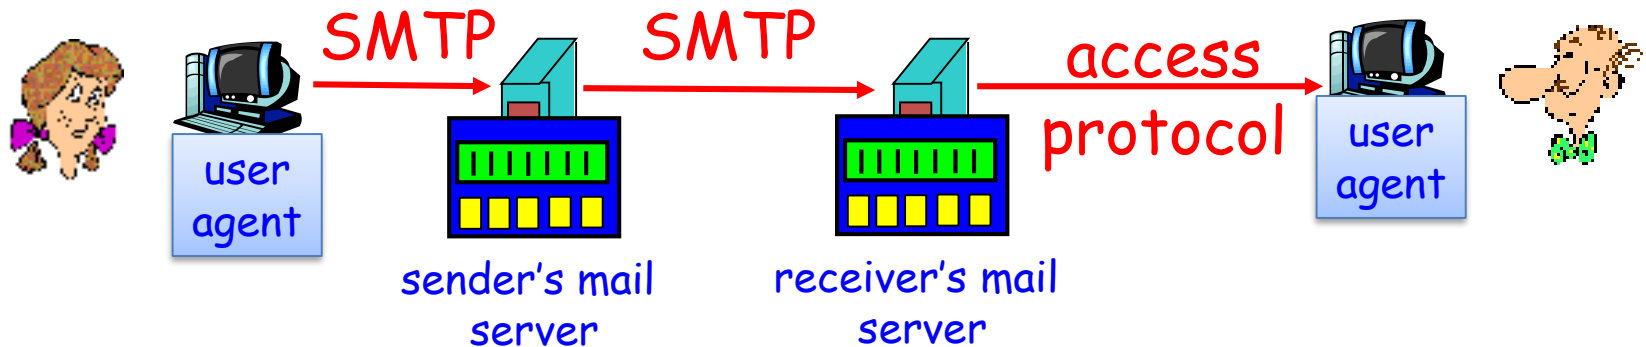 SMTP
SMTP
access
protocol
user
agent
user
agent
sender's mail
server
receiver's mail
server